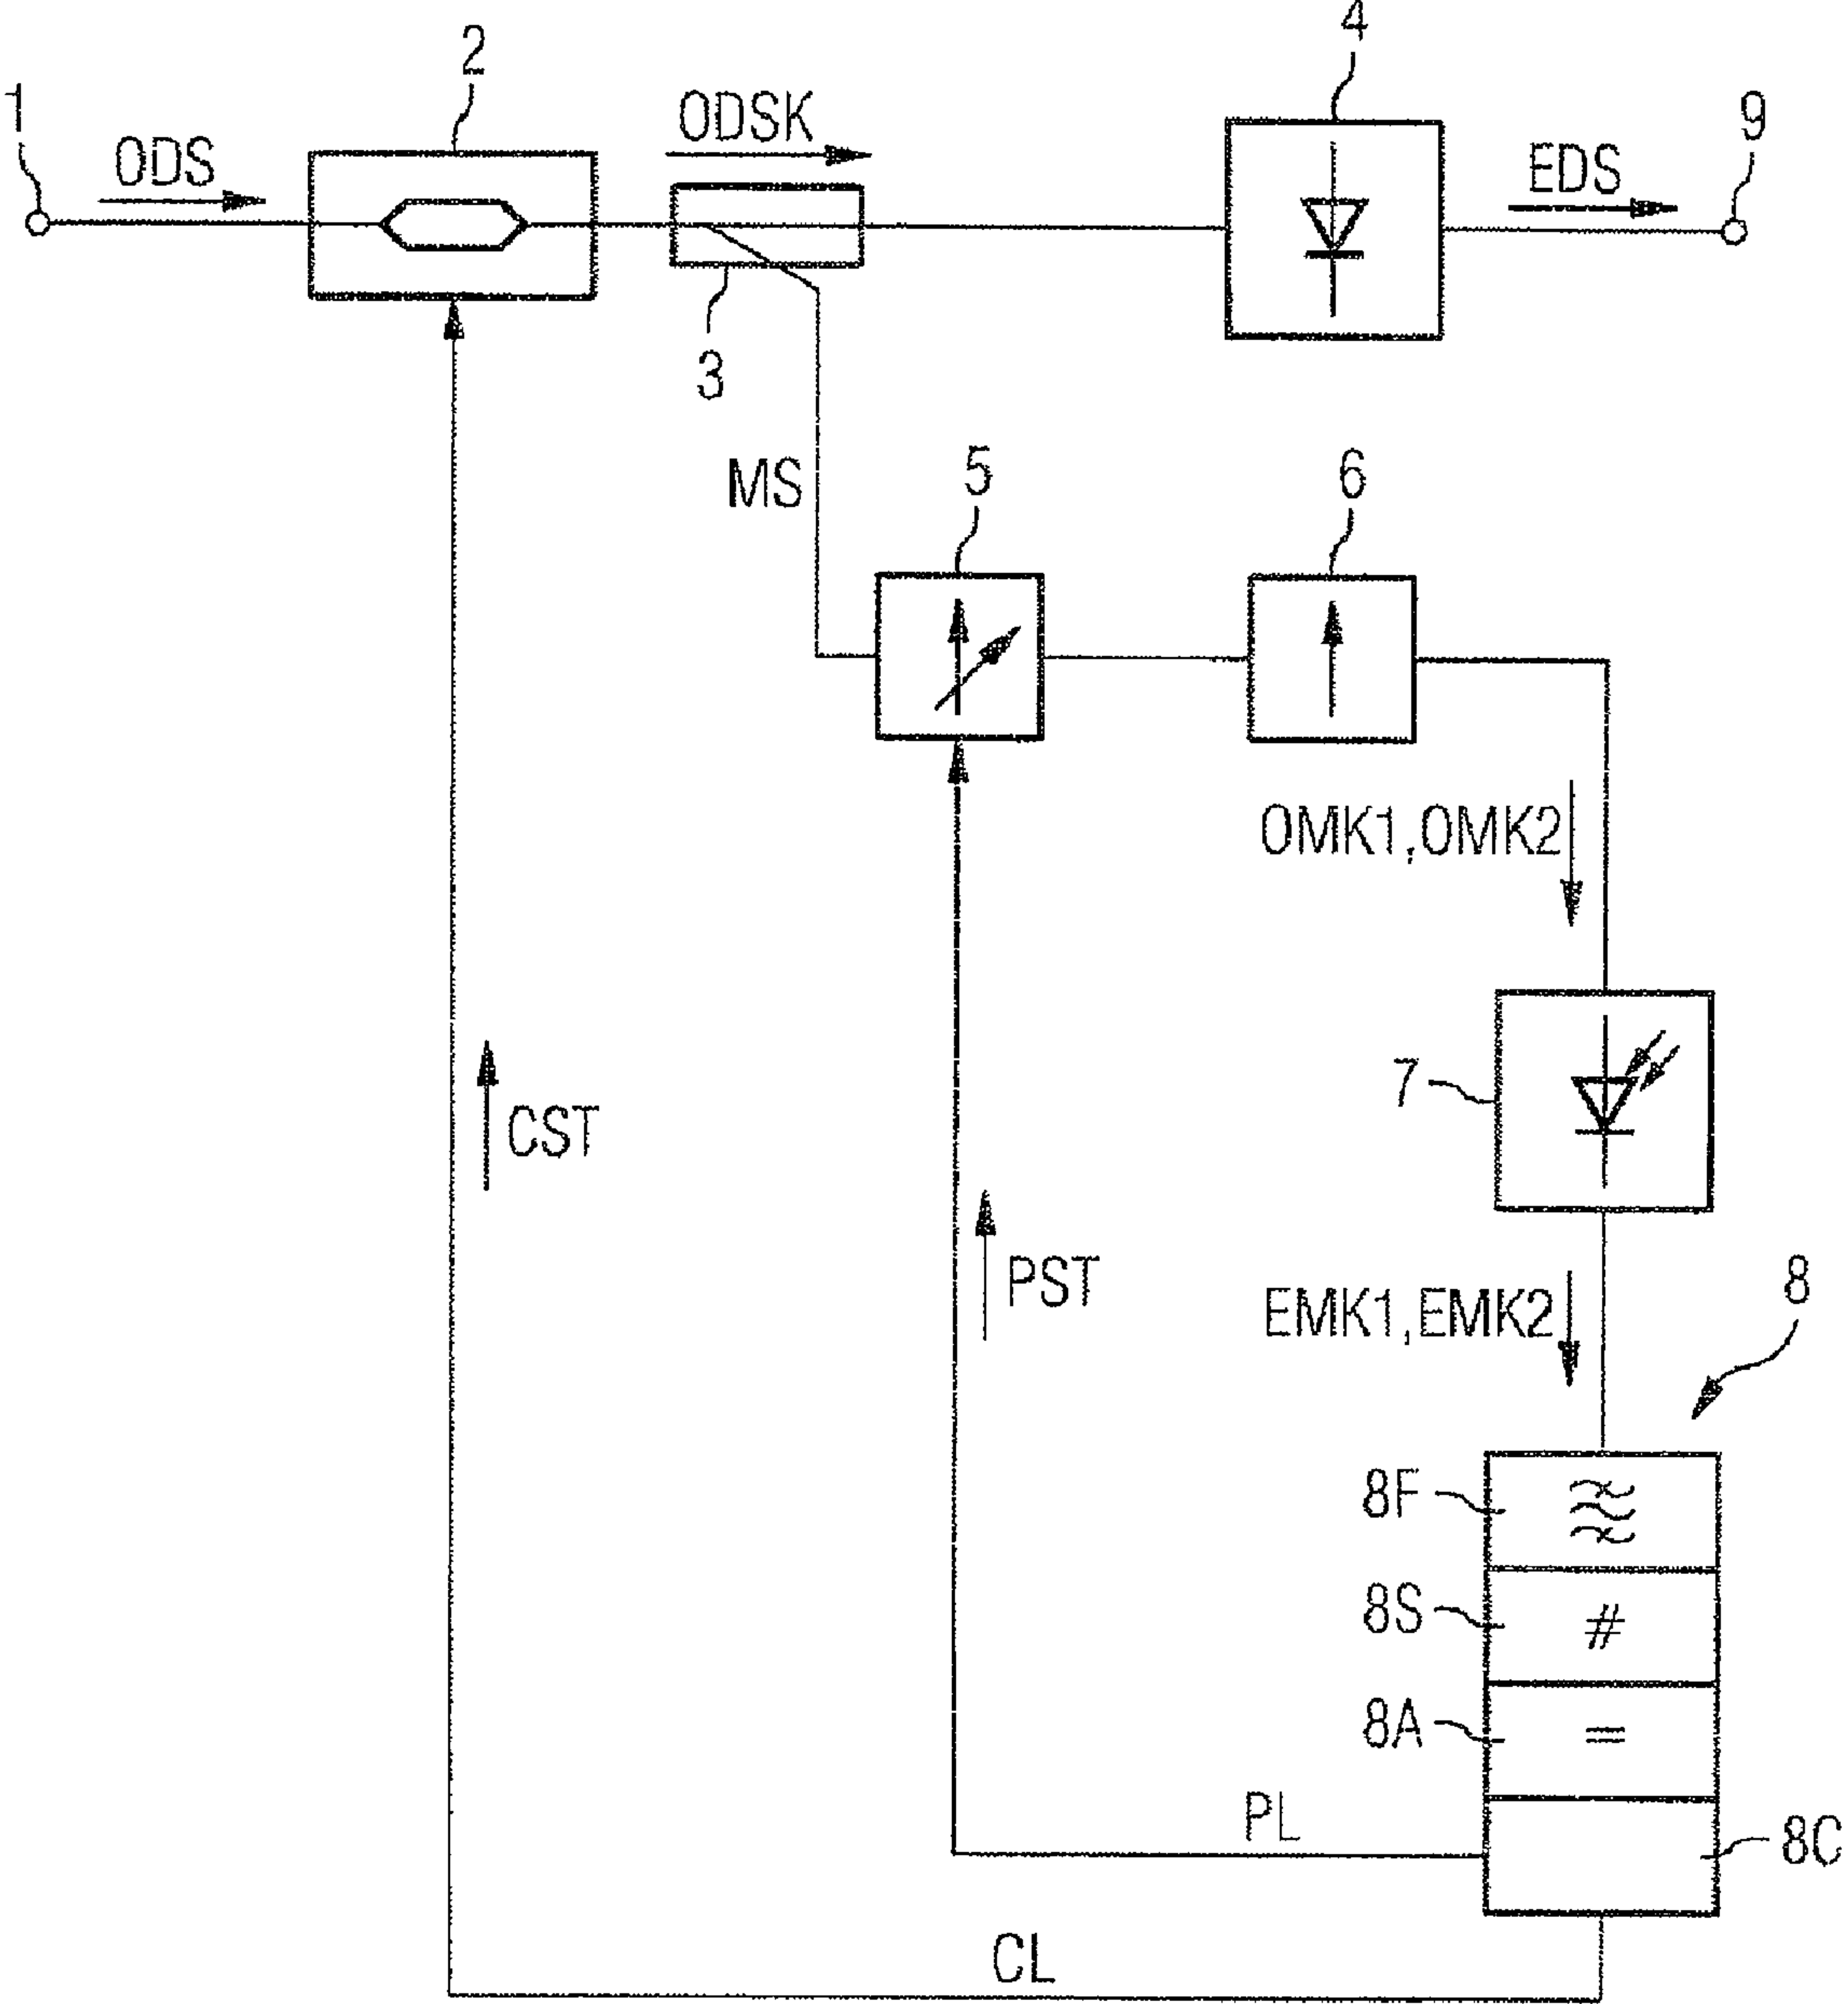 1
ODS
2
ODSK
4
EDS
9
3
MS
5
6
OMK1,OMK2
7
CST
PST
EMK1,EMK2
8
8F
8S
#
8A
=
PL
8C
CL